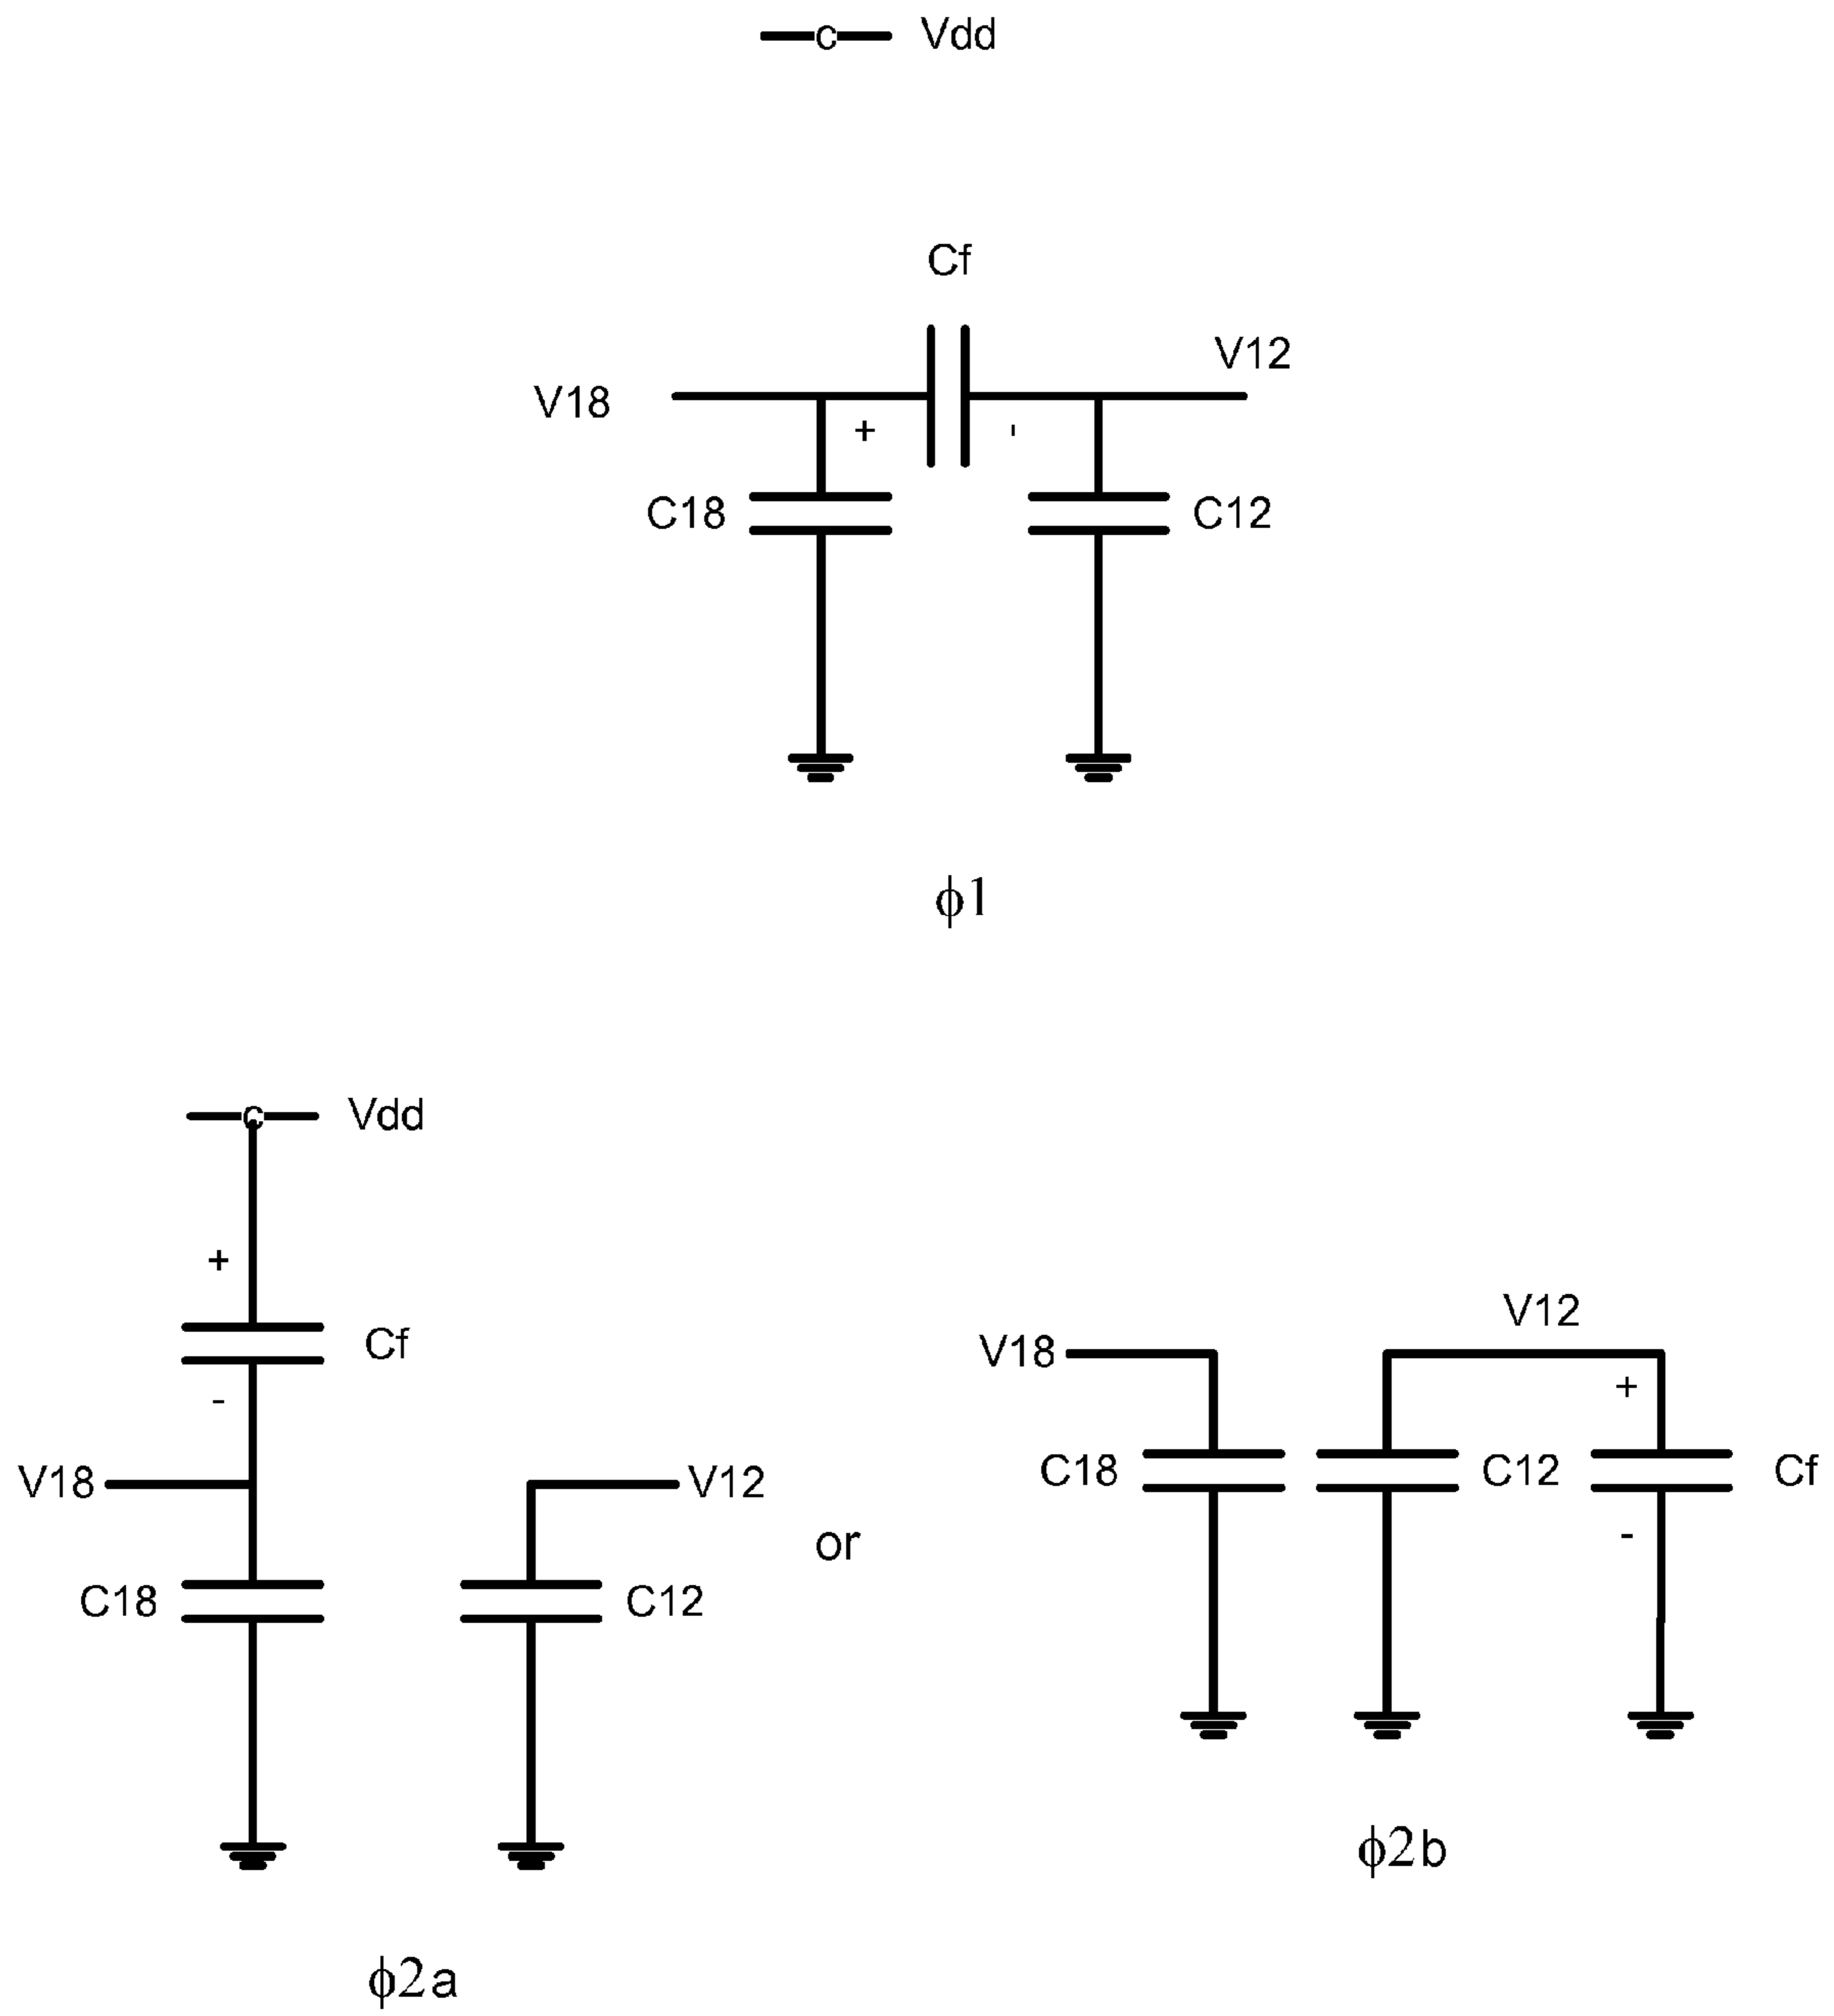 c Vdd
Cf
V12
V18
+ -
C18 C12
ϕ1
c Vdd
+
Cf
-
V18 V12
C18 C12
ϕ2a
or
V12
V18
+
C18 C12 Cf
-
ϕ2b